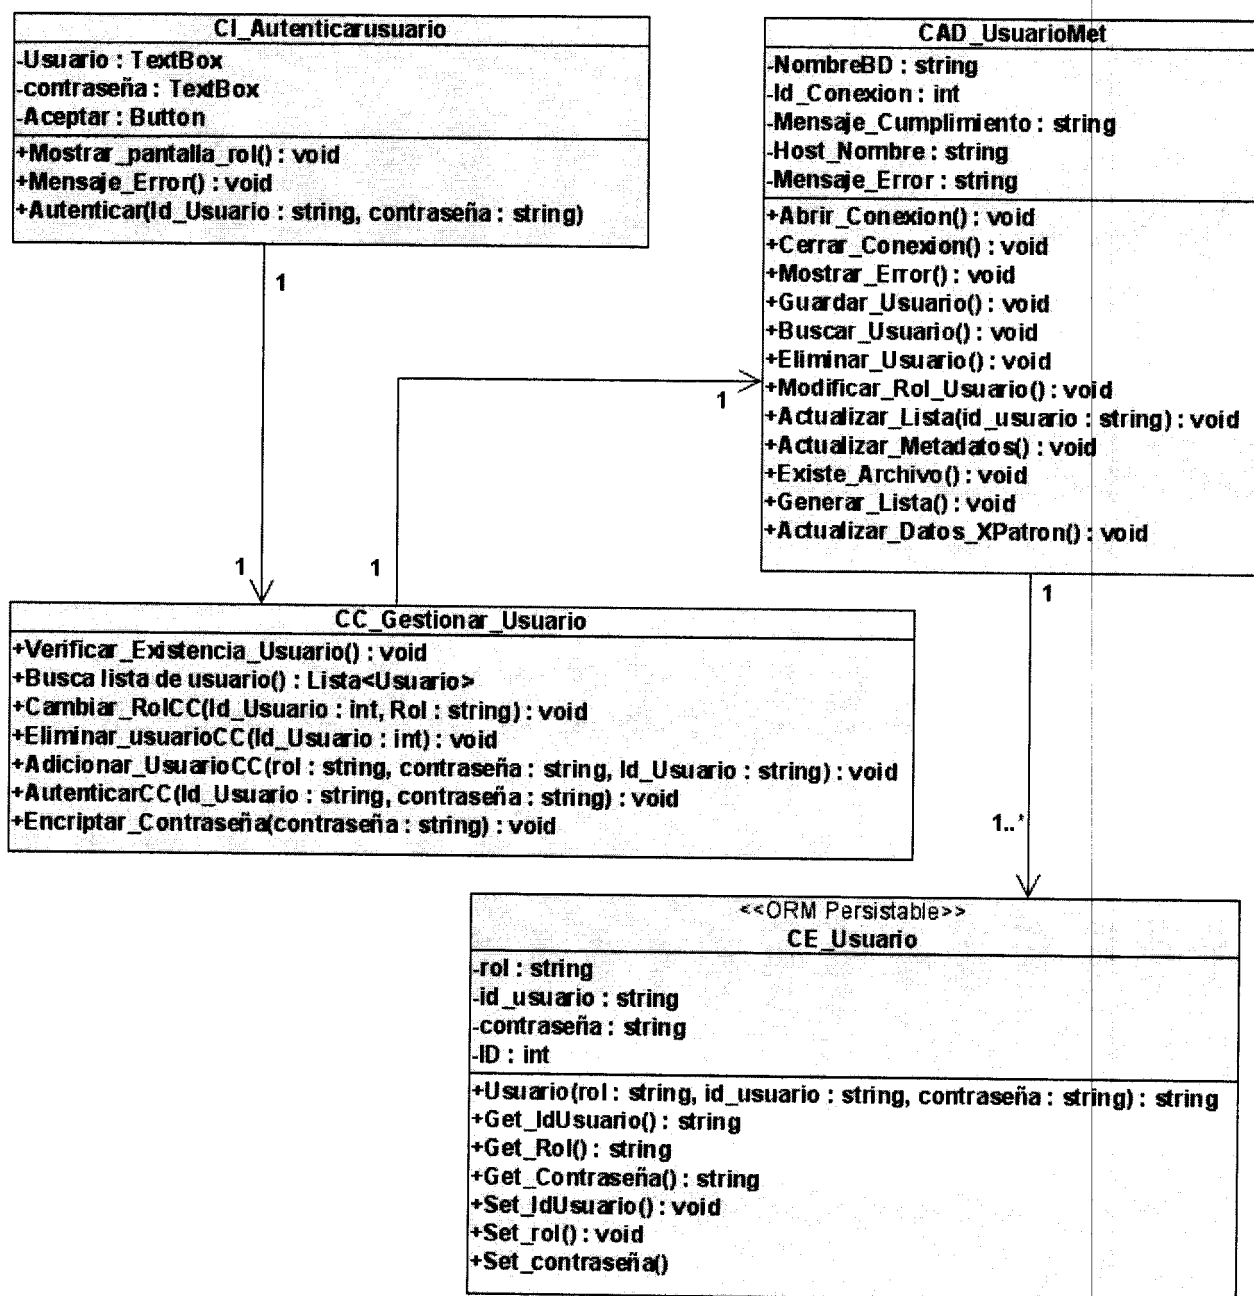 CI_Autenticarusuario
-Usuario : TextBox
-contraseña : TextBox
-Aceptar : Button
+Mostrar_pantalla_rol() : void
+Mensaje_Error() : void
+Autenticar(Id_Usuario : string, contraseña : string)
CAD_UsuarioMet
-NombreBD : string
-Id_Conexion : int
-Mensaje_Cumplimiento : string
-Host_Nombre : string
-Mensaje_Error : string
+Abrir_Conexion() : void
+Cerrar_Conexion() : void
+Mostrar_Error() : void
+Guardar_Usuario() : void
+Buscar_Usuario() : void
+Eliminar_Usuario() : void
+Modificar_Rol_Usuario() : void
+Actualizar_Lista(id_usuario : string) : void
+Actualizar_Metadatos() : void
+Existe_Archivo() : void
+Generar_Lista() : void
+Actualizar_Datos_XPatron() : void
1
1
1
1
1
1..*
CC_Gestionar_Usuario
+Verificar_Existencia_Usuario() : void
+Busca lista de usuario() : Lista<Usuario>
+Cambiar_RolCC(Id_Usuario : int, Rol : string) : void
+Eliminar_usuarioCC(Id_Usuario : int) : void
+Adicionar_UsuarioCC(rol : string, contraseña : string, Id_Usuario : string) : void
+AutenticarCC(Id_Usuario : string, contraseña : string) : void
+Encriptar_Contraseña(contraseña : string) : void
<<ORM Persistable>>
CE_Usuario
-rol : string
-id_usuario : string
-contraseña : string
-ID : int
+Usuario(rol : string, id_usuario : string, contraseña : string) : string
+Get_IdUsuario() : string
+Get_Rol() : string
+Get_Contraseña() : string
+Set_IdUsuario() : void
+Set_rol() : void
+Set_contraseña()